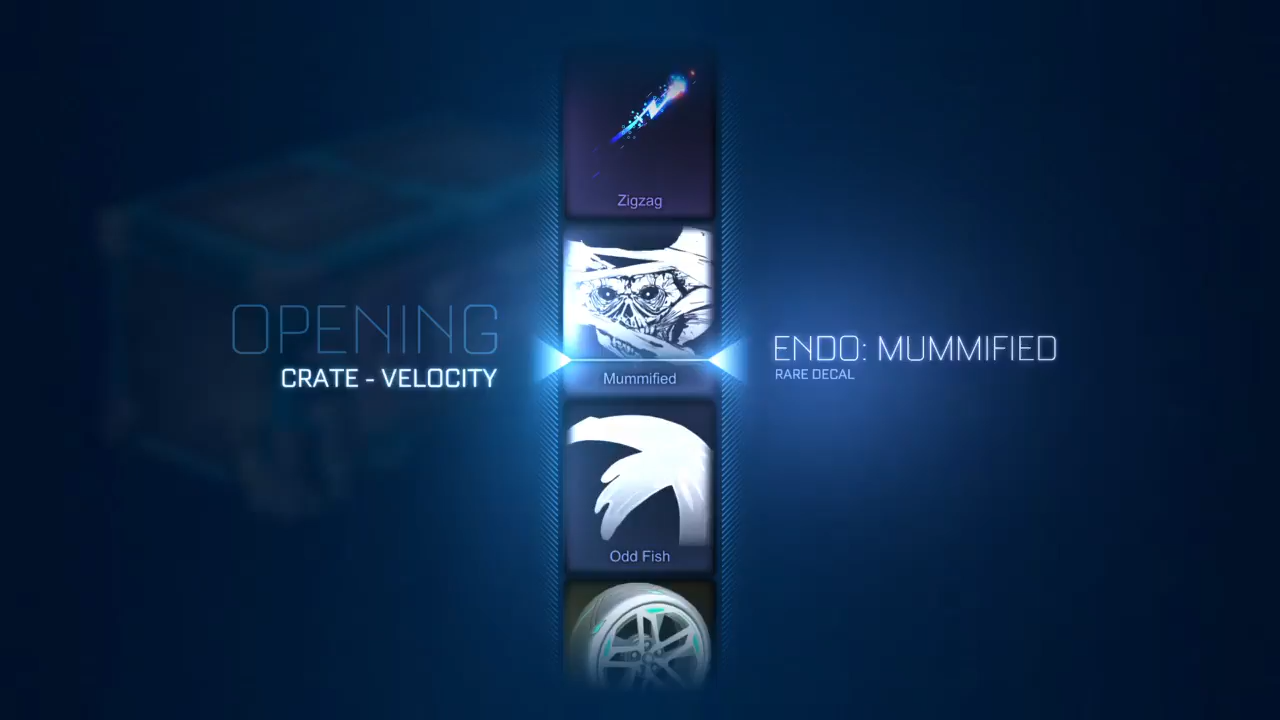 Zigzag
OPENING
CRATE - VELOCITY
Mummified
ENDO: MUMMIFIED
RARE DECAL
Odd Fish